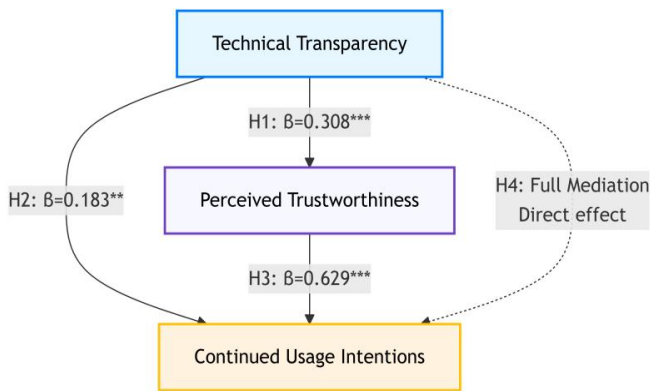 Technical Transparency
H1: β=0.308***
Perceived Trustworthiness
H2: β=0.183**
H4: Full Mediation
Direct effect
H3: β=0.629***
Continued Usage Intentions